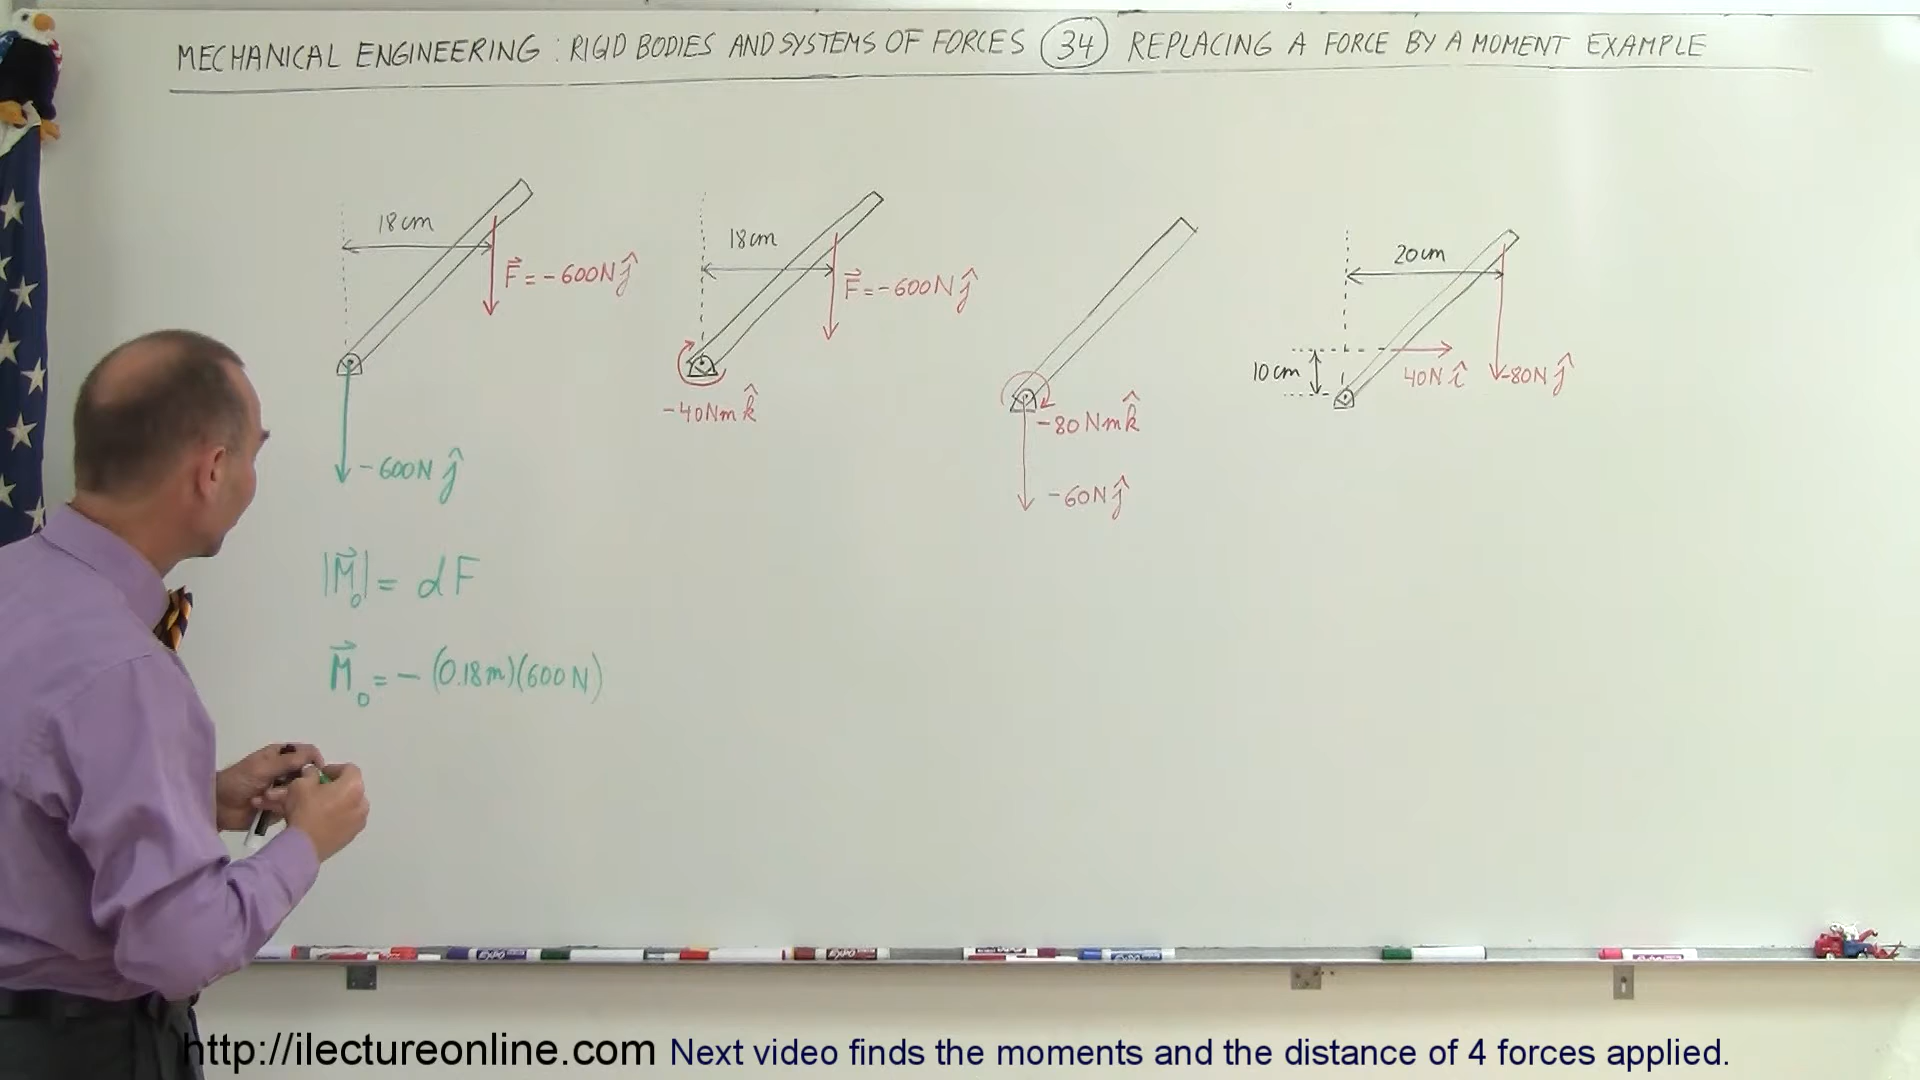 MECHANICAL ENGINEERING : RIGID BODIES AND SYSTEMS OF FORCES 34 REPLACING A FORCE BY A MOMENT EXAMPLE
18cm
F⃗ = -600N ĵ
-600N ĵ
|M⃗₀| = dF
M⃗₀ = - (0.18m)(600N)
18cm
F⃗ = -600N ĵ
-40Nm k̂
-80Nm k̂
-60N ĵ
20cm
10cm
40N î
-80N ĵ
http://ilectureonline.com Next video finds the moments and the distance of 4 forces applied.